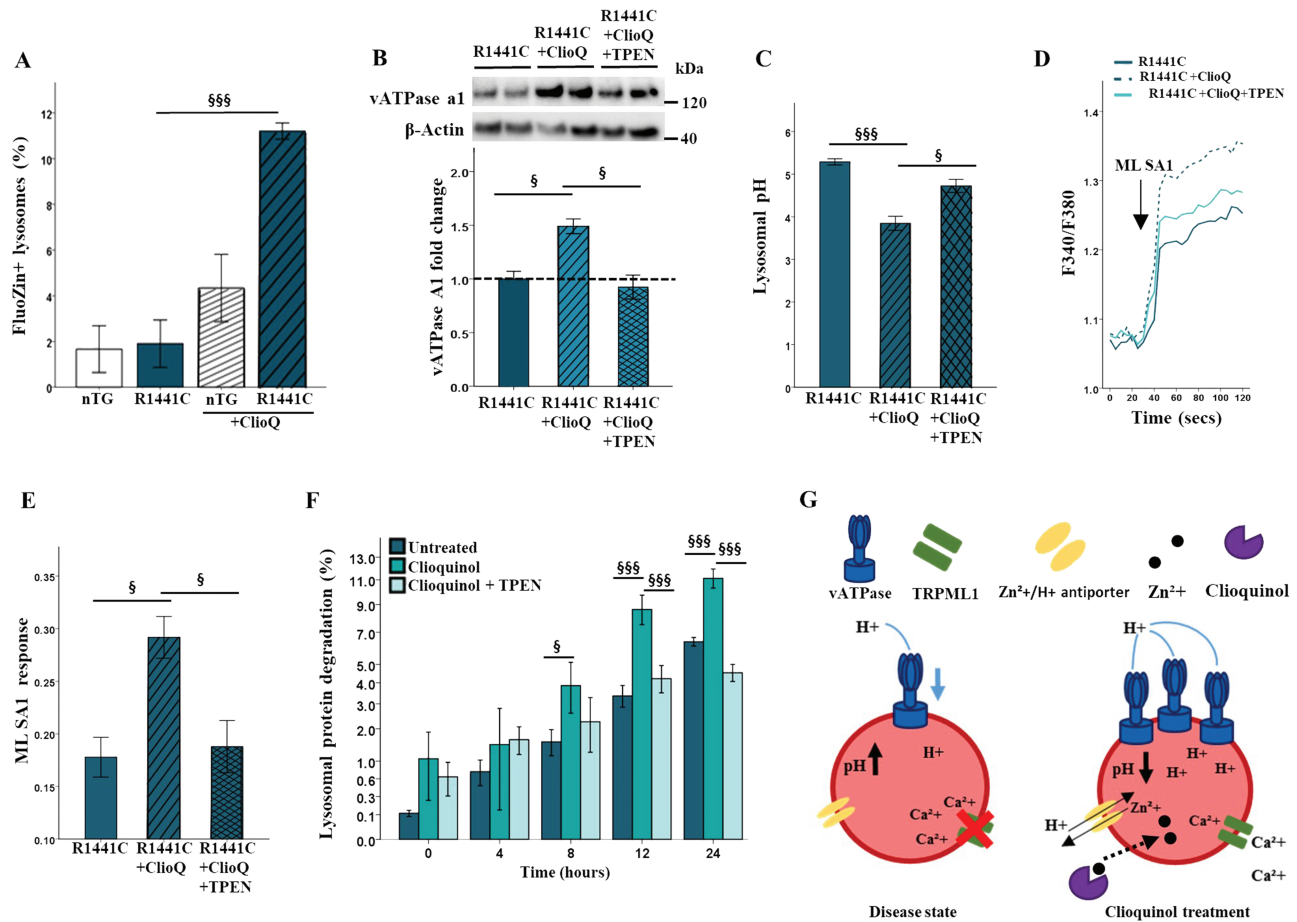 A
FluoZin+ lysosomes (%)
12
10
8
6
4
2
0
§§§
nTG
R1441C
nTG
R1441C
+ClioQ
B
R1441C
R1441C
+ClioQ
R1441C
+ClioQ
+TPEN
kDa
vATPase a1
120
β-Actin
40
vATPase A1 fold change
2.0
1.5
1.0
0.5
0.0
§
§
R1441C
R1441C
+ClioQ
R1441C
+ClioQ
+TPEN
C
Lysosomal pH
6
5
4
3
2
1
0
§§§
§
R1441C
R1441C
+ClioQ
R1441C
+ClioQ
+TPEN
D
R1441C
R1441C +ClioQ
R1441C +ClioQ+TPEN
F340/F380
1.4
1.3
1.2
1.1
1.0
ML SA1
0 20 40 60 80 100 120
Time (secs)
E
ML SA1 response
0.35
0.30
0.25
0.20
0.15
0.10
§
§
R1441C
R1441C
+ClioQ
R1441C
+ClioQ
+TPEN
F
Lysosomal protein degradation (%)
13.0
11.0
9.0
7.0
5.0
4.0
3.0
2.0
1.0
0.6
0.3
0.1
0.0
Untreated
Clioquinol
Clioquinol + TPEN
§
§§§
§§§
§§§
§§§
0 4 8 12 24
Time (hours)
G
vATPase
TRPML1
Zn²+/H+ antiporter
Zn²+
Clioquinol
H+
pH
H+
Ca²+
Ca²+
Ca²+
Disease state
H+
pH
H+
H+
H+
Zn²+
H+
Ca²+
Ca²+
Ca²+
Clioquinol treatment